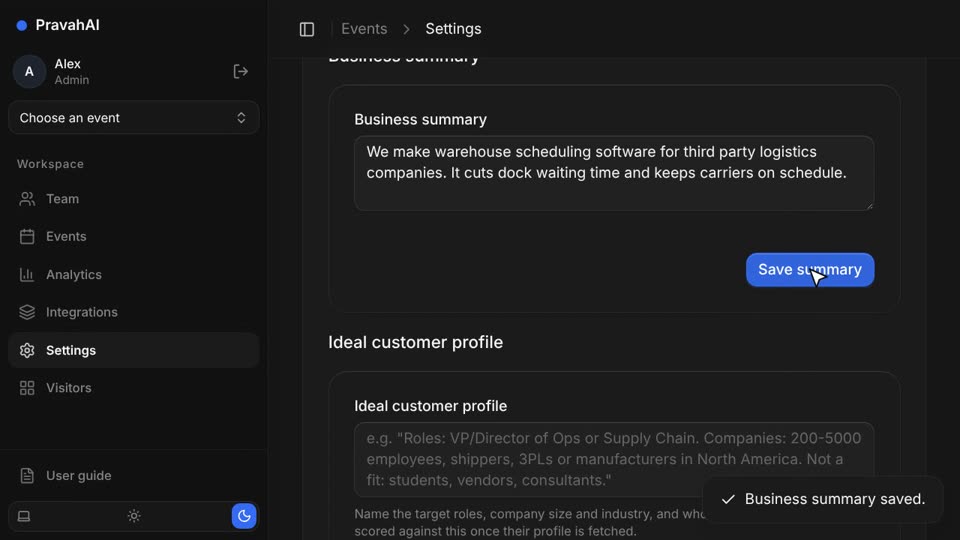 PravahAI
Events > Settings
A
Alex
Admin
Choose an event
Workspace
Team
Events
Analytics
Integrations
Settings
Visitors
User guide
Business summary
Business summary
We make warehouse scheduling software for third party logistics
companies. It cuts dock waiting time and keeps carriers on schedule.
Save summary
Ideal customer profile
Ideal customer profile
e.g. "Roles: VP/Director of Ops or Supply Chain. Companies: 200-5000
employees, shippers, 3PLs or manufacturers in North America. Not a
fit: students, vendors, consultants."
Name the target roles, company size and industry, and
scored against this once their profile is fetched.
Business summary saved.